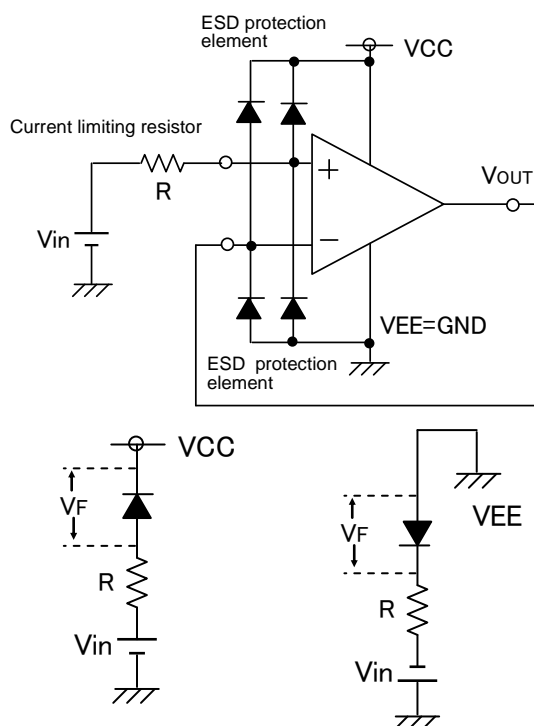 ESD protection
element
VCC
Current limiting resistor
R
+
VOUT
Vin
−
VEE=GND
ESD protection
element
VCC
VF
R
Vin
VEE
VF
R
Vin